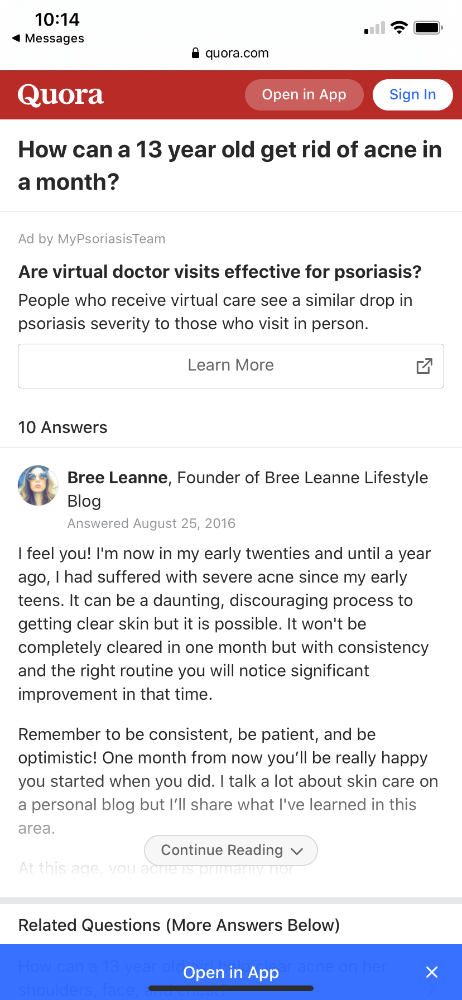 10:14
Messages
quora.com
Quora
Open in App
Sign In
How can a 13 year old get rid of acne in
a month?
Ad by MyPsoriasisTeam
Are virtual doctor visits effective for psoriasis?
People who receive virtual care see a similar drop in
psoriasis severity to those who visit in person.
Learn More
10 Answers
Bree Leanne, Founder of Bree Leanne Lifestyle
Blog
Answered August 25, 2016
I feel you! I'm now in my early twenties and until a year
ago, I had suffered with severe acne since my early
teens. It can be a daunting, discouraging process to
getting clear skin but it is possible. It won't be
completely cleared in one month but with consistency
and the right routine you will notice significant
improvement in that time.
Remember to be consistent, be patient, and be
optimistic! One month from now you’ll be really happy
you started when you did. I talk a lot about skin care on
a personal blog but I’ll share what I've learned in this
area.
Continue Reading
At this age, you acne is primarily hor
Related Questions (More Answers Below)
How can a 13 year old girl help clear acne on her
shoulders, face, and chest?
Open in App